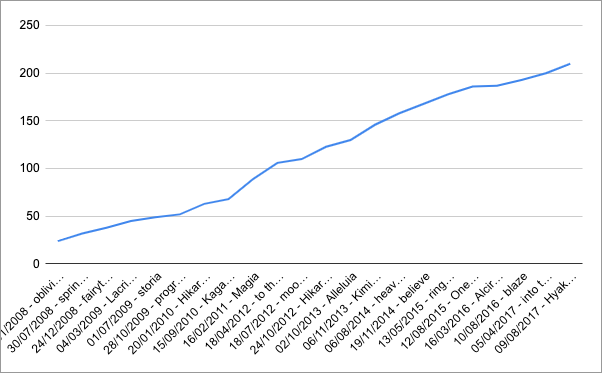 250
200
150
100
50
0
1/2008 - oblivi…
30/07/2008 - sprin…
24/12/2008 - fairyt…
04/03/2009 - Lacri…
01/07/2009 - storia
28/10/2009 - progr…
20/01/2010 - Hikar…
15/09/2010 - Kaga…
16/02/2011 - Magia
18/04/2012 - to th…
18/07/2012 - moo…
24/10/2012 - Hikar…
02/10/2013 - Alleluia
06/11/2013 - Kimi…
06/08/2014 - heav…
19/11/2014 - believe
13/05/2015 - ring…
12/08/2015 - One…
16/03/2016 - Alcir…
10/08/2016 - blaze
05/04/2017 - into t…
09/08/2017 - Hyak…